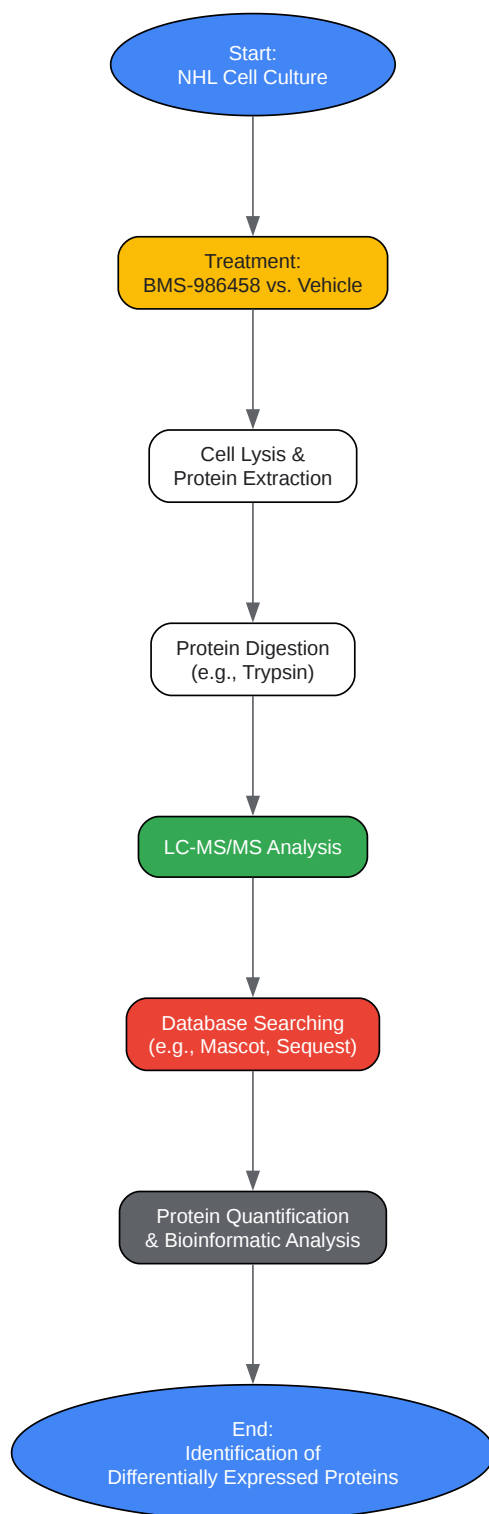 Start:
NHL Cell Culture
Treatment:
BMS-986458 vs. Vehicle
Cell Lysis &
Protein Extraction
Protein Digestion
(e.g., Trypsin)
LC-MS/MS Analysis
Database Searching
(e.g., Mascot, Sequest)
Protein Quantification
& Bioinformatic Analysis
End:
Identification of
Differentially Expressed Proteins